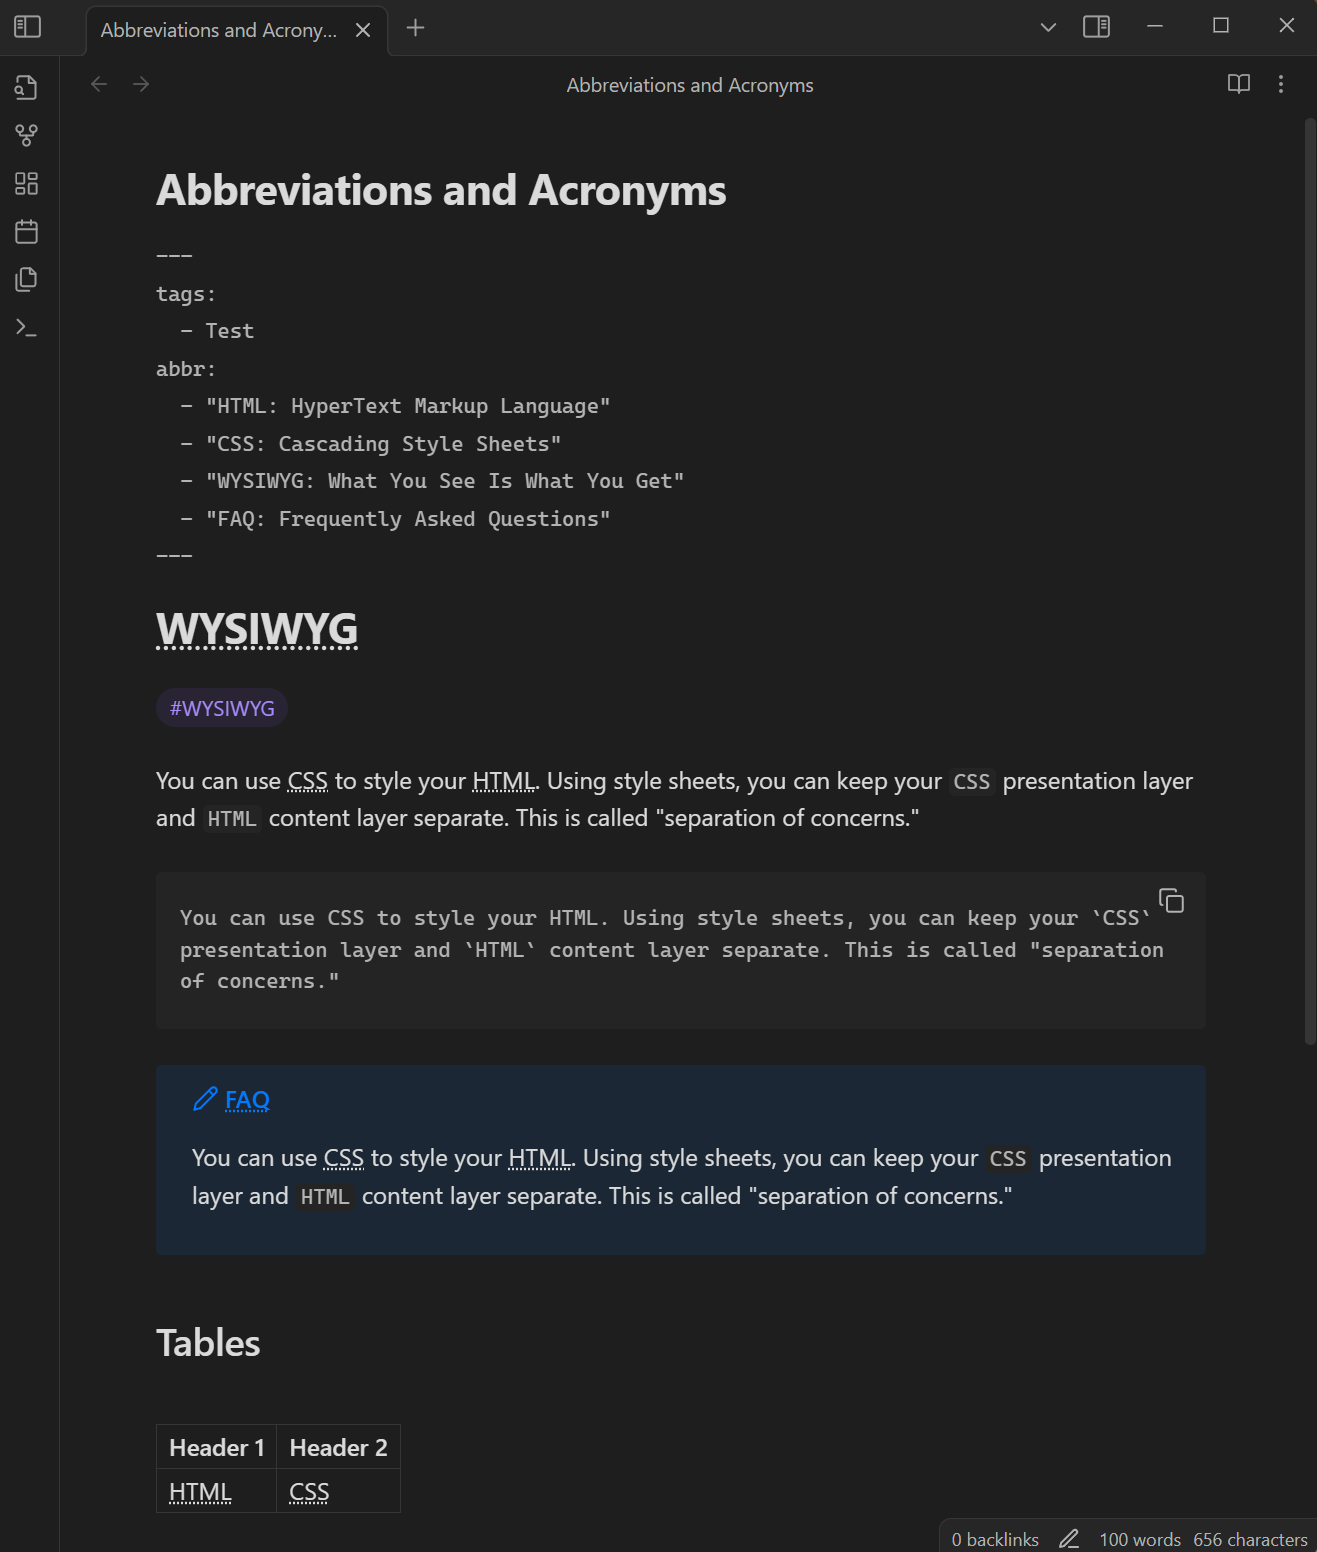 Abbreviations and Acrony...
Abbreviations and Acronyms
Abbreviations and Acronyms
---
tags:
  - Test
abbr:
  - "HTML: HyperText Markup Language"
  - "CSS: Cascading Style Sheets"
  - "WYSIWYG: What You See Is What You Get"
  - "FAQ: Frequently Asked Questions"
---
WYSIWYG
#WYSIWYG
You can use CSS to style your HTML. Using style sheets, you can keep your CSS presentation layer
and HTML content layer separate. This is called "separation of concerns."
You can use CSS to style your HTML. Using style sheets, you can keep your `CSS`
presentation layer and `HTML` content layer separate. This is called "separation
of concerns."
FAQ
You can use CSS to style your HTML. Using style sheets, you can keep your CSS presentation
layer and HTML content layer separate. This is called "separation of concerns."
Tables
Header 1 Header 2
HTML CSS
0 backlinks 100 words 656 characters